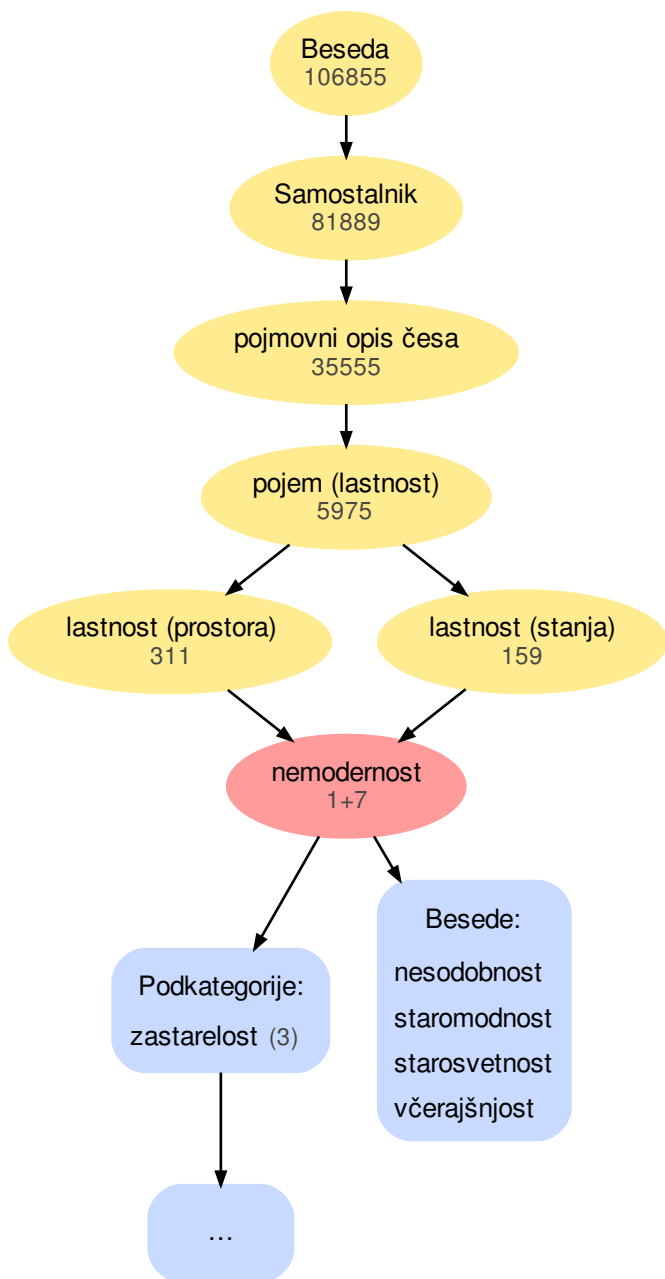 Beseda
106855
Samostalnik
81889
pojmovni opis česa
35555
pojem (lastnost)
5975
lastnost (prostora)
311
lastnost (stanja)
159
nemodernost
1+7
Podkategorije:
zastarelost (3)
Besede:
nesodobnost
staromodnost
starosvetnost
včerajšnjost
...